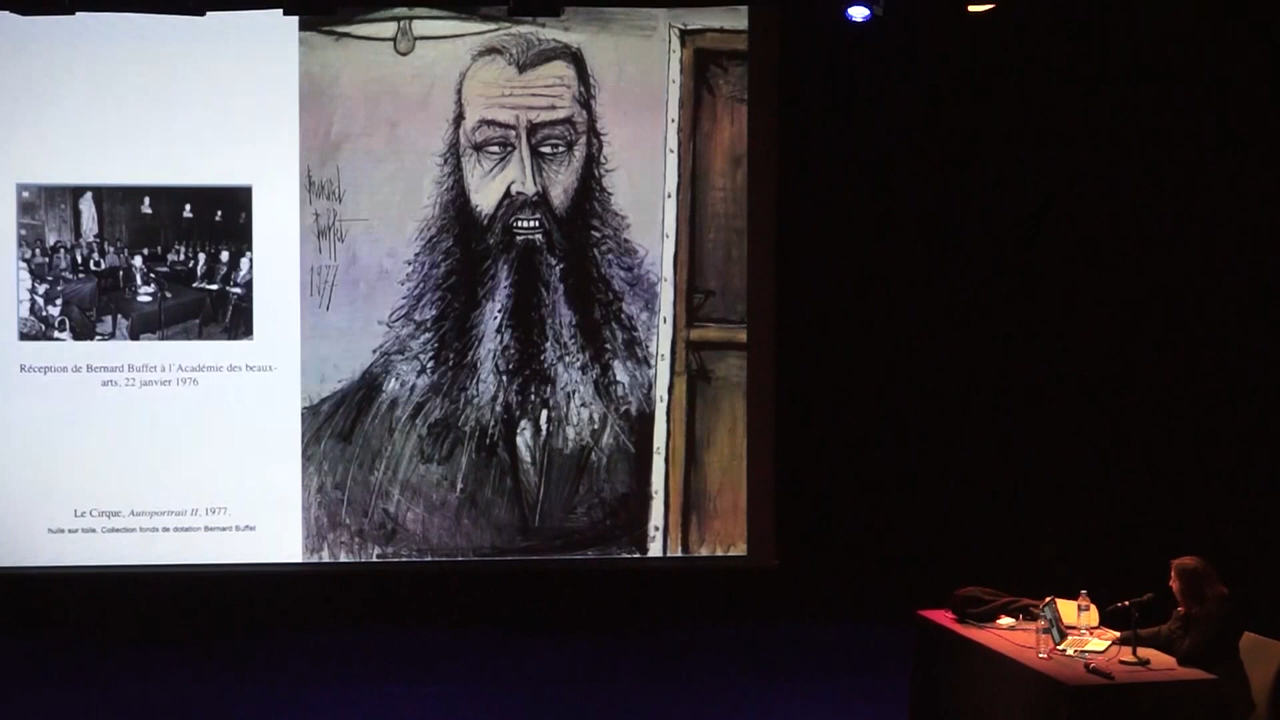 Bernard
Buffet
1977
Réception de Bernard Buffet à l'Académie des beaux-
arts, 22 janvier 1976
Le Cirque, Autoportrait II, 1977.
huile sur toile. Collection fonds de dotation Bernard Buffet